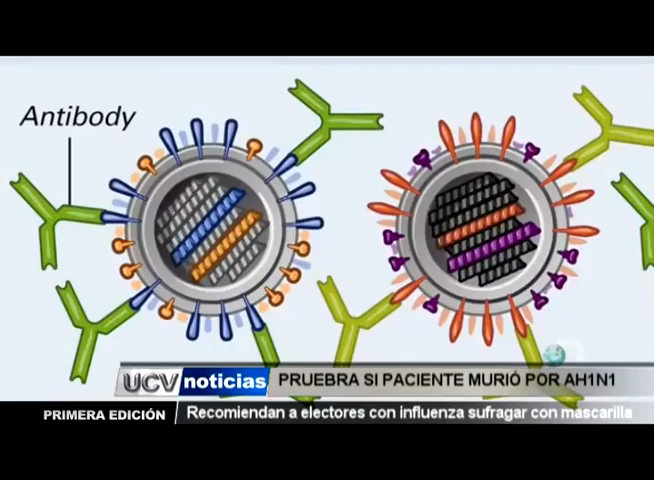 Antibody
UCV noticias PRUEBRA SI PACIENTE MURIÓ POR AH1N1
PRIMERA EDICIÓN Recomiendan a electores con influenza sufragar con mascarilla